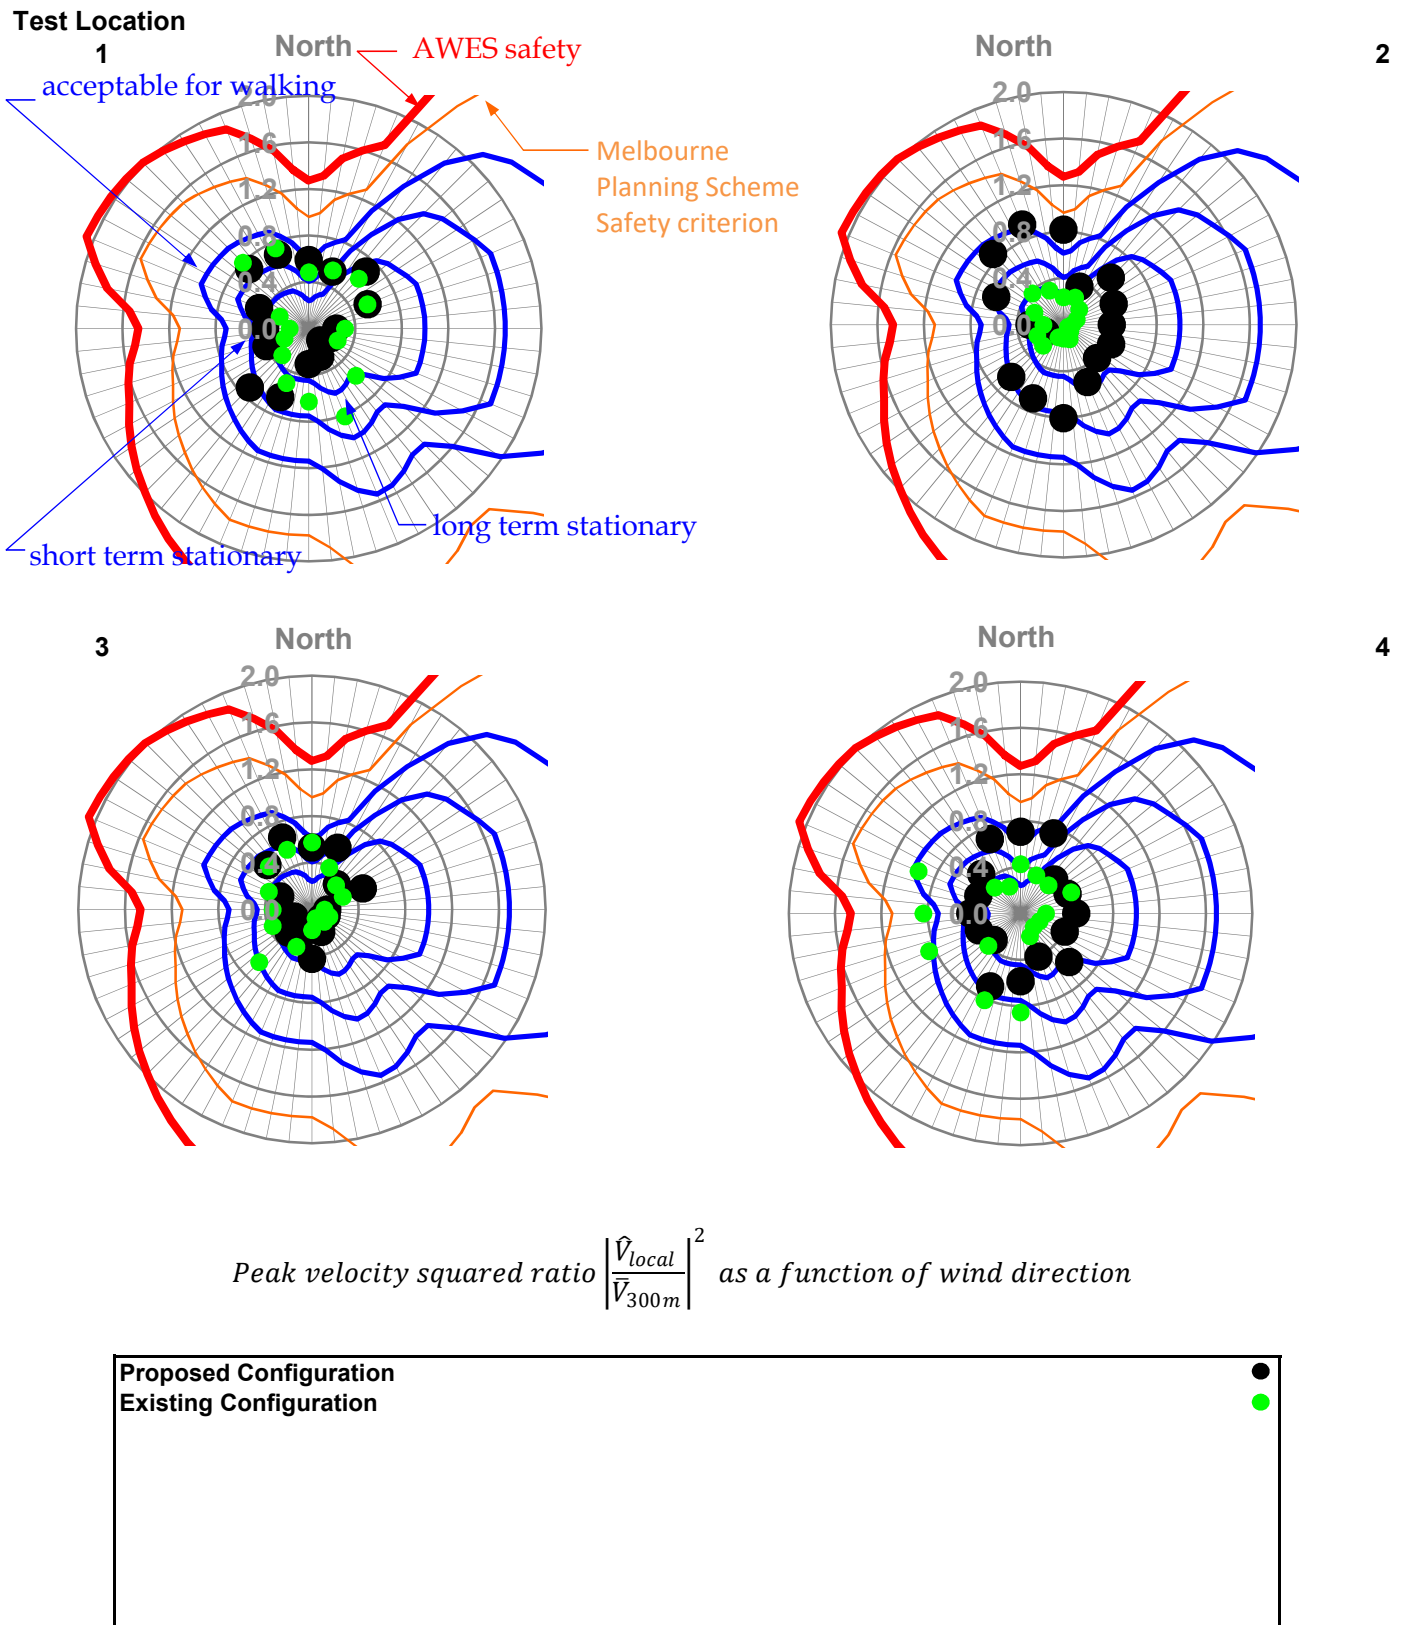 Test Location
1
North
AWES safety
acceptable for walking
2.0
1.6
1.2
0.8
0.4
0.0
Melbourne
Planning Scheme
Safety criterion
long term stationary
short term stationary
North
2
2.0
1.6
1.2
0.8
0.4
0.0
3
North
2.0
1.6
1.2
0.8
0.4
0.0
North
4
2.0
1.6
1.2
0.8
0.4
0.0
Peak velocity squared ratio |V̂local / V̄300m|² as a function of wind direction
Proposed Configuration
Existing Configuration